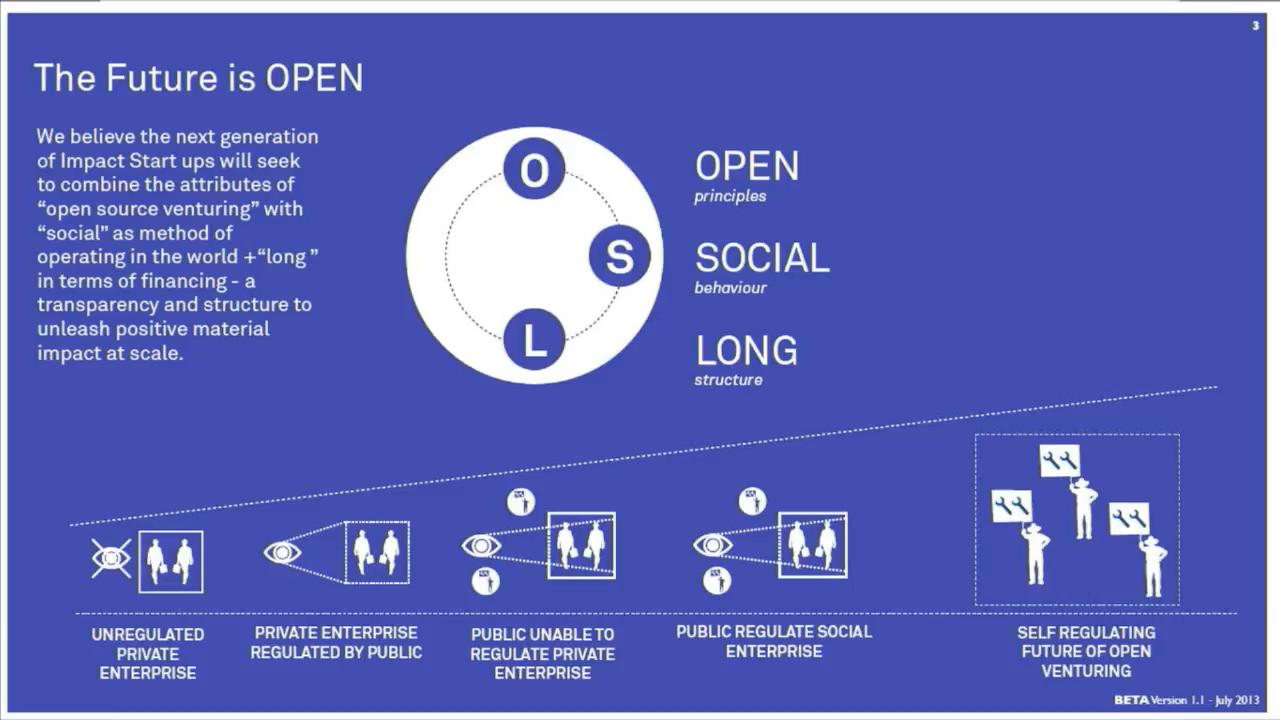 3
The Future is OPEN
We believe the next generation
of Impact Start ups will seek
to combine the attributes of
“open source venturing” with
“social” as method of
operating in the world +“long ”
in terms of financing - a
transparency and structure to
unleash positive material
impact at scale.
O
S
L
OPEN
principles
SOCIAL
behaviour
LONG
structure
UNREGULATED
PRIVATE
ENTERPRISE
PRIVATE ENTERPRISE
REGULATED BY PUBLIC
PUBLIC UNABLE TO
REGULATE PRIVATE
ENTERPRISE
PUBLIC REGULATE SOCIAL
ENTERPRISE
SELF REGULATING
FUTURE OF OPEN
VENTURING
BETA Version 1.1 - July 2013